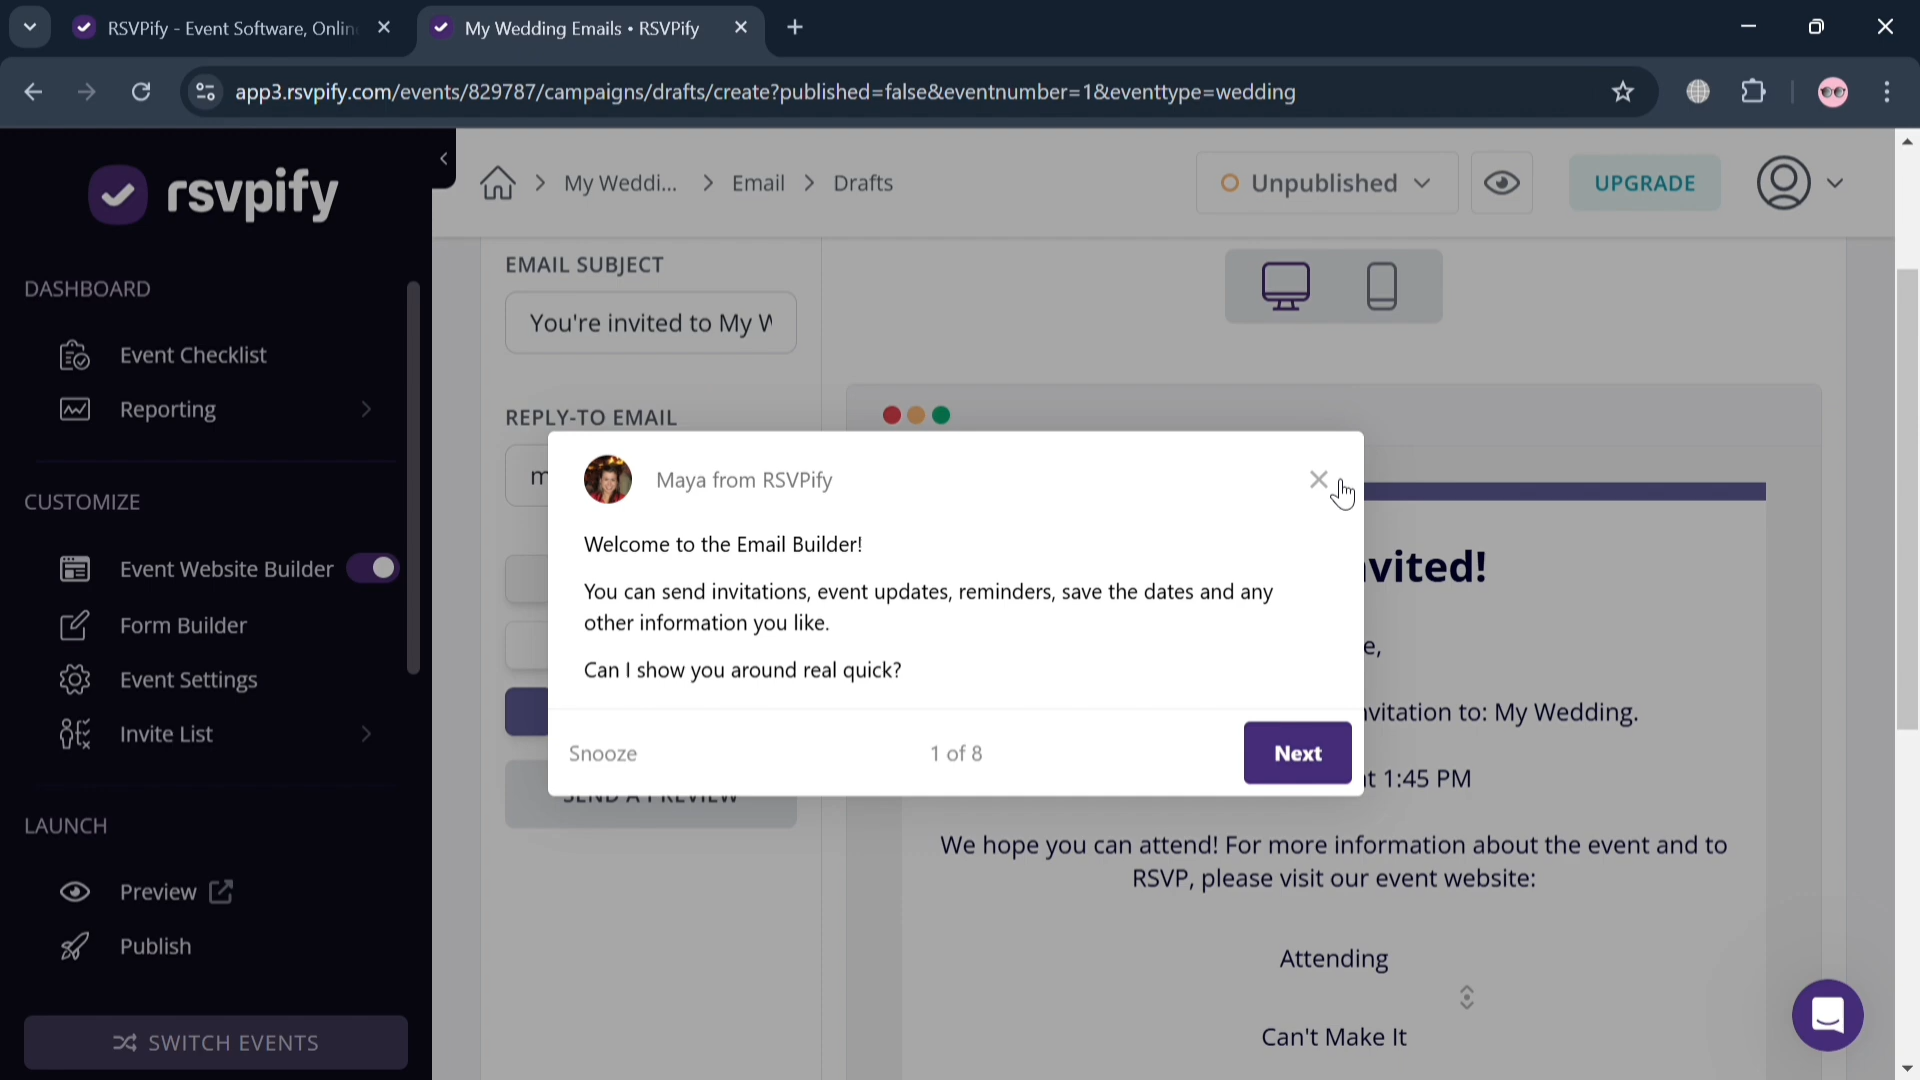 RSVPify - Event Software, Onlin
My Wedding Emails • RSVPify
app3.rsvpify.com/events/829787/campaigns/drafts/create?published=false&eventnumber=1&eventtype=wedding
rsvpify
DASHBOARD
Event Checklist
Reporting
CUSTOMIZE
Event Website Builder
Form Builder
Event Settings
Invite List
LAUNCH
Preview
Publish
SWITCH EVENTS
My Weddi... > Email > Drafts
Unpublished
UPGRADE
EMAIL SUBJECT
You're invited to My W
REPLY-TO EMAIL
m
Maya from RSVPify
Welcome to the Email Builder!
You can send invitations, event updates, reminders, save the dates and any
other information you like.
Can I show you around real quick?
Snooze
1 of 8
Next
SEND A PREVIEW
vited!
e,
nvitation to: My Wedding.
at 1:45 PM
We hope you can attend! For more information about the event and to
RSVP, please visit our event website:
Attending
Can't Make It